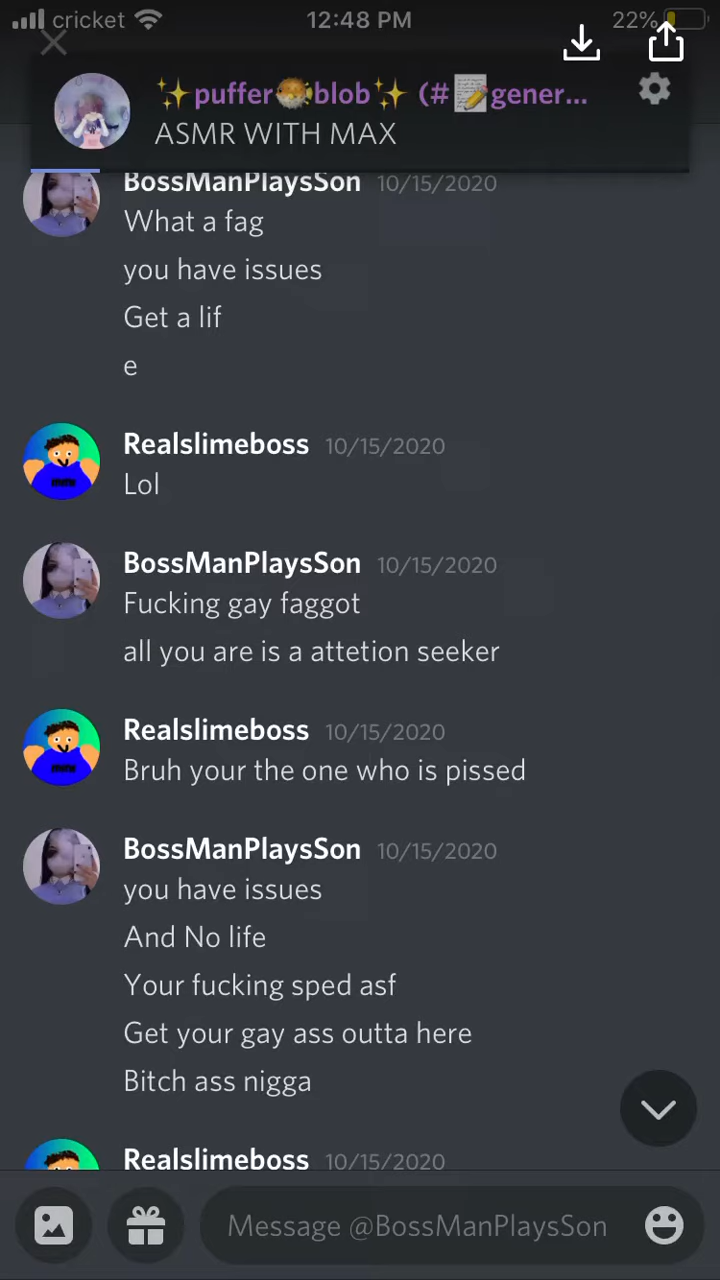 cricket 12:48 PM 22%
✨puffer🐡blob✨ (#📝gener...
ASMR WITH MAX
BossManPlaysSon 10/15/2020
What a fag
you have issues
Get a lif
e
Realslimeboss 10/15/2020
Lol
BossManPlaysSon 10/15/2020
Fucking gay faggot
all you are is a attetion seeker
Realslimeboss 10/15/2020
Bruh your the one who is pissed
BossManPlaysSon 10/15/2020
you have issues
And No life
Your fucking sped asf
Get your gay ass outta here
Bitch ass nigga
Realslimeboss 10/15/2020
Message @BossManPlaysSon